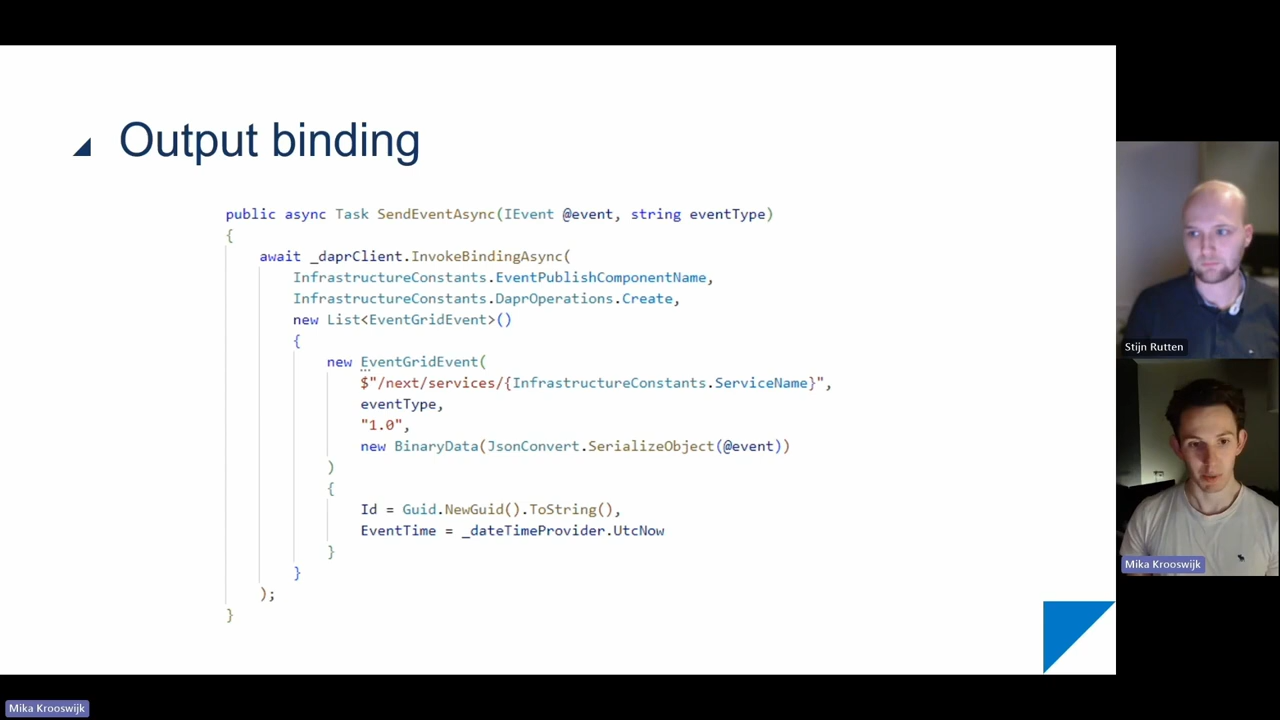 Output binding
public async Task SendEventAsync(IEvent @event, string eventType)
{
await _daprClient.InvokeBindingAsync(
InfrastructureConstants.EventPublishComponentName,
InfrastructureConstants.DaprOperations.Create,
new List<EventGridEvent>()
{
new EventGridEvent(
$"/next/services/{InfrastructureConstants.ServiceName}",
eventType,
"1.0",
new BinaryData(JsonConvert.SerializeObject(@event))
)
{
Id = Guid.NewGuid().ToString(),
EventTime = _dateTimeProvider.UtcNow
}
}
);
}
Stijn Rutten
Mika Krooswijk
Mika Krooswijk